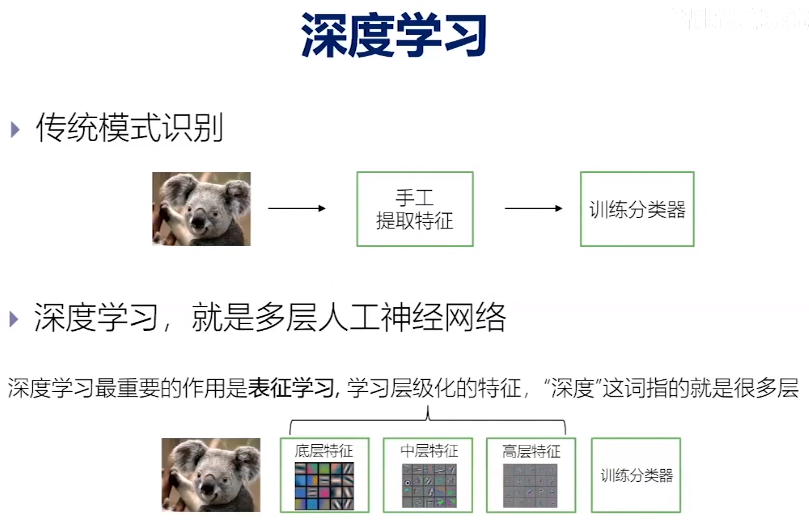 深度学习
传统模式识别
手工
提取特征
训练分类器
深度学习，就是多层人工神经网络
深度学习最重要的作用是表征学习, 学习层级化的特征，“深度”这词指的就是很多层
底层特征
中层特征
高层特征
训练分类器